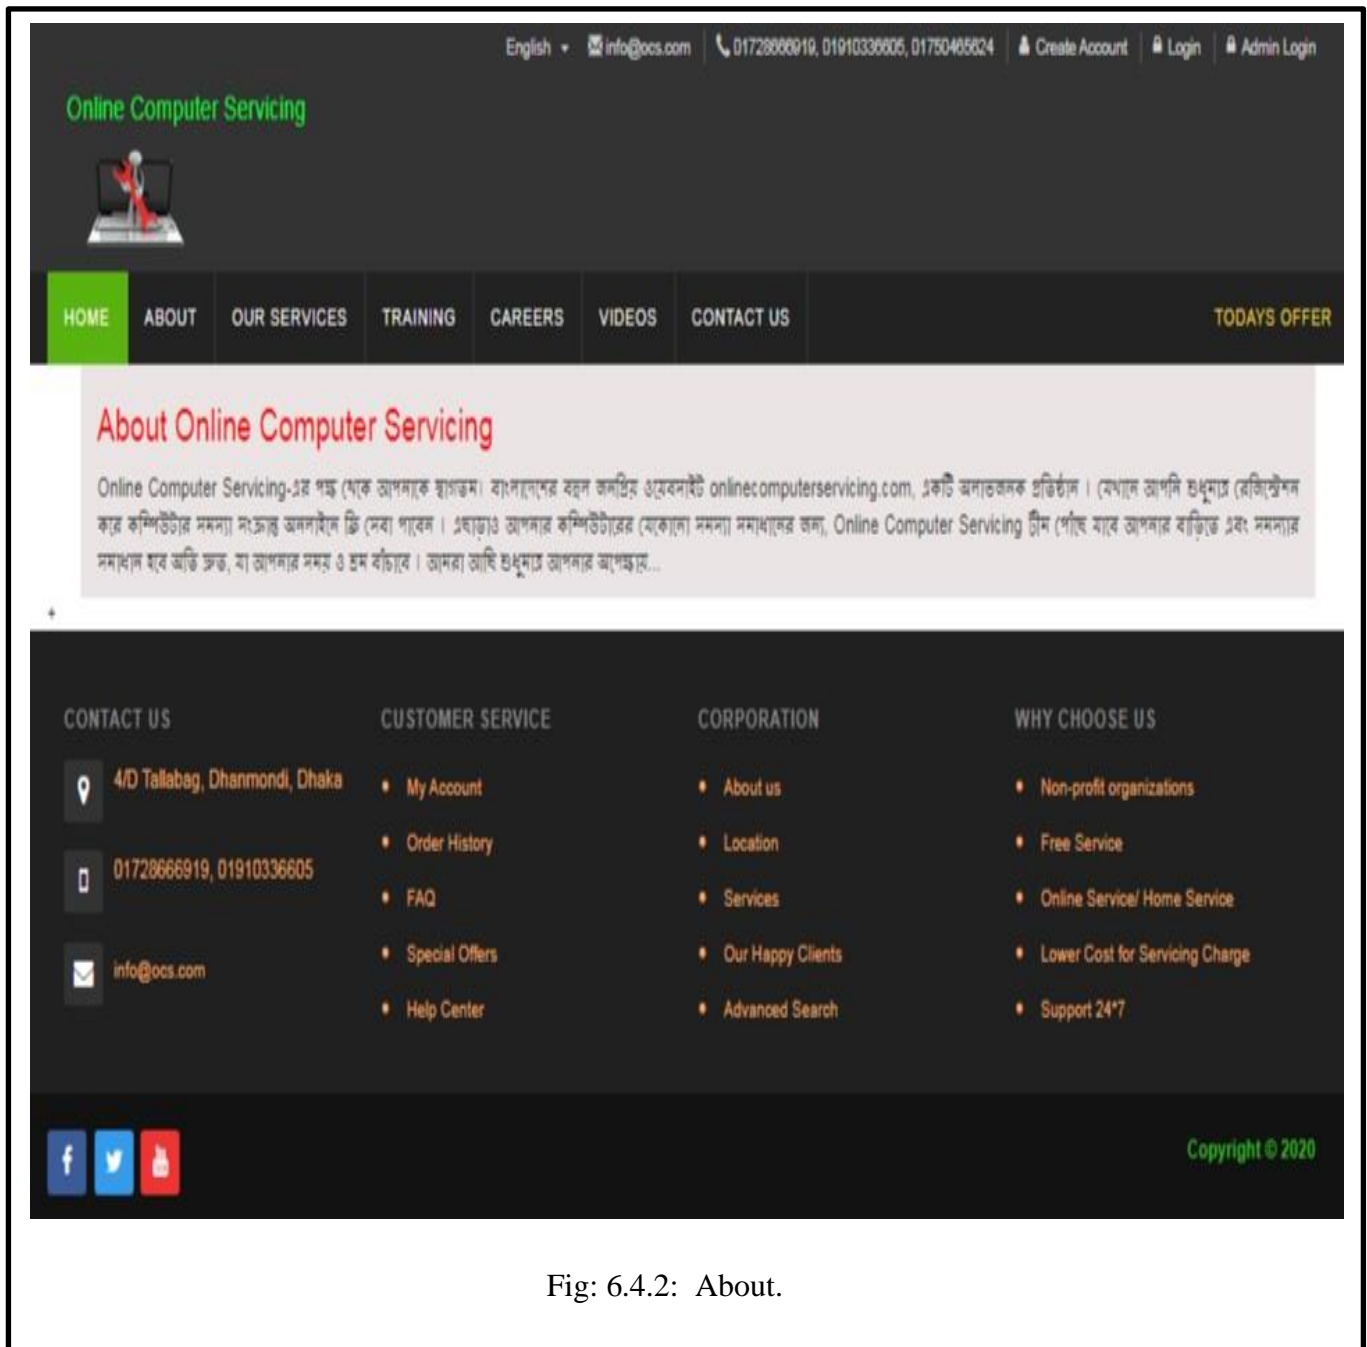 English info@ocs.com 01728666919, 01910336605, 01750465624 Create Account Login Admin Login
Online Computer Servicing
HOME ABOUT OUR SERVICES TRAINING CAREERS VIDEOS CONTACT US TODAYS OFFER
About Online Computer Servicing
Online Computer Servicing-এর পক্ষ থেকে আপনাকে স্বাগতম। বাংলাদেশের বহুল জনপ্রিয় ওয়েবসাইট onlinecomputerservicing.com, একটি অলাভজনক প্রতিষ্ঠান । যেখানে আপনি শুধুমাত্র রেজিস্ট্রেশন
করে কম্পিউটার সমস্যা সংক্রান্ত অনলাইনে ফ্রি সেবা পাবেন । এছাড়াও আপনার কম্পিউটারের যেকোনো সমস্যা সমাধানের জন্য, Online Computer Servicing টীম পৌঁছে যাবে আপনার বাড়িতে এবং সমস্যার
সমাধান হবে অতি দ্রুত, যা আপনার সময় ও শ্রম বাঁচাবে । আমরা আছি শুধুমাত্র আপনার অপেক্ষায়...
+
CONTACT US CUSTOMER SERVICE CORPORATION WHY CHOOSE US
4/D Tallabag, Dhanmondi, Dhaka • My Account • About us • Non-profit organizations
• Order History • Location • Free Service
01728666919, 01910336605 • FAQ • Services • Online Service/ Home Service
info@ocs.com • Special Offers • Our Happy Clients • Lower Cost for Servicing Charge
• Help Center • Advanced Search • Support 24*7
Copyright © 2020
Fig: 6.4.2: About.